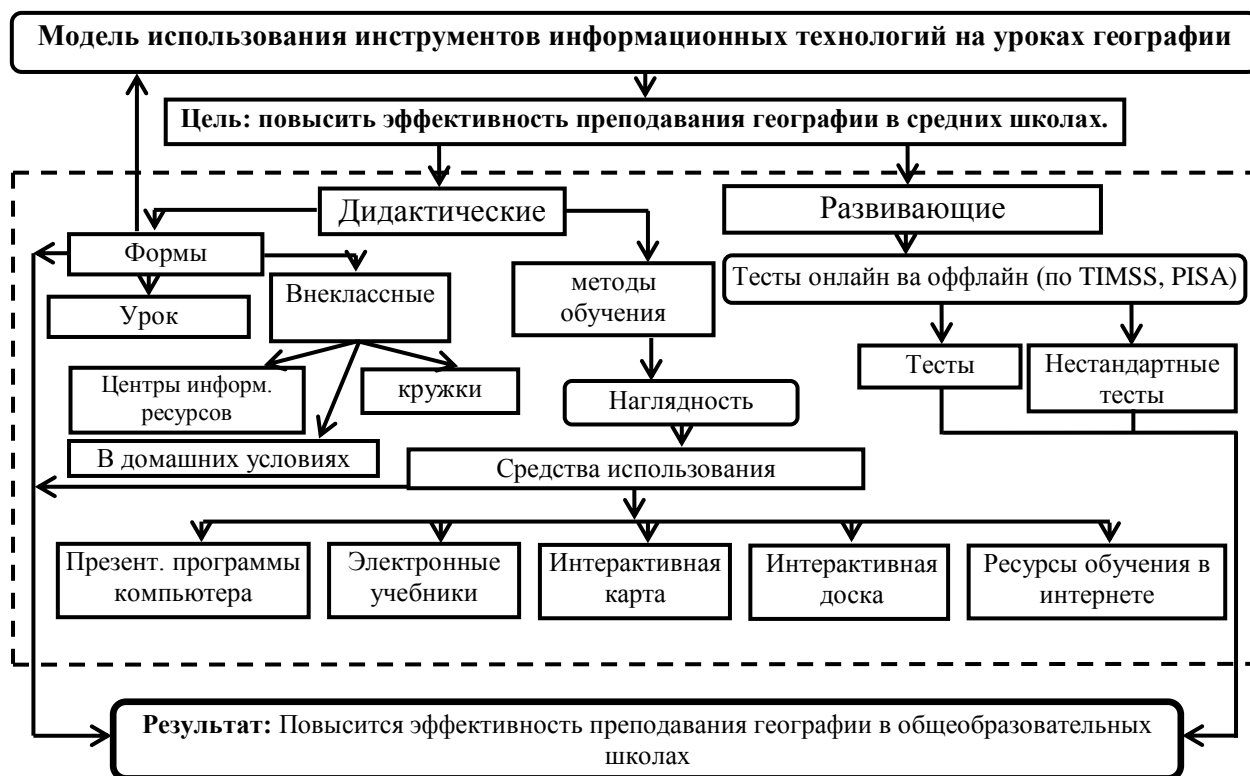 Модель использования инструментов информационных технологий на уроках географии
Цель: повысить эффективность преподавания географии в средних школах.
Дидактические
Развивающие
Формы
Урок
Внеклассные
методы
обучения
Тесты онлайн ва оффлайн (по TIMSS, PISA)
Тесты
Нестандартные
тесты
Центры информ.
ресурсов
кружки
Наглядность
В домашних условиях
Средства использования
Презент. программы
компьютера
Электронные
учебники
Интерактивная
карта
Интерактивная
доска
Ресурсы обучения в
интернете
Результат: Повысится эффективность преподавания географии в общеобразовательных
школах